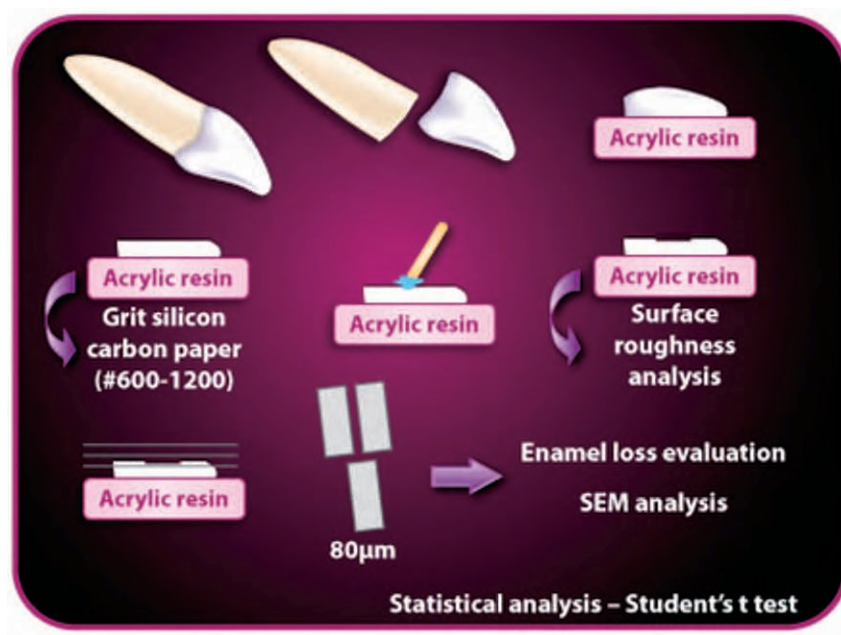 Acrylic resin
Acrylic resin
Grit silicon
carbon paper
(#600-1200)
Acrylic resin
Acrylic resin
Surface
roughness
analysis
Acrylic resin
80µm
Enamel loss evaluation
SEM analysis
Statistical analysis – Student's t test